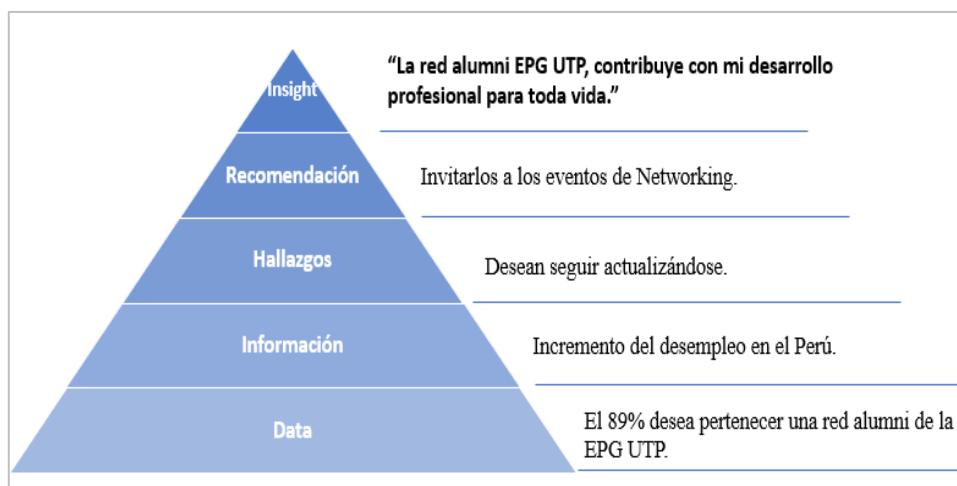 Insight
“La red alumni EPG UTP, contribuye con mi desarrollo
profesional para toda vida.”
Recomendación
Invitarlos a los eventos de Networking.
Hallazgos
Desean seguir actualizándose.
Información
Incremento del desempleo en el Perú.
Data
El 89% desea pertenecer una red alumni de la
EPG UTP.